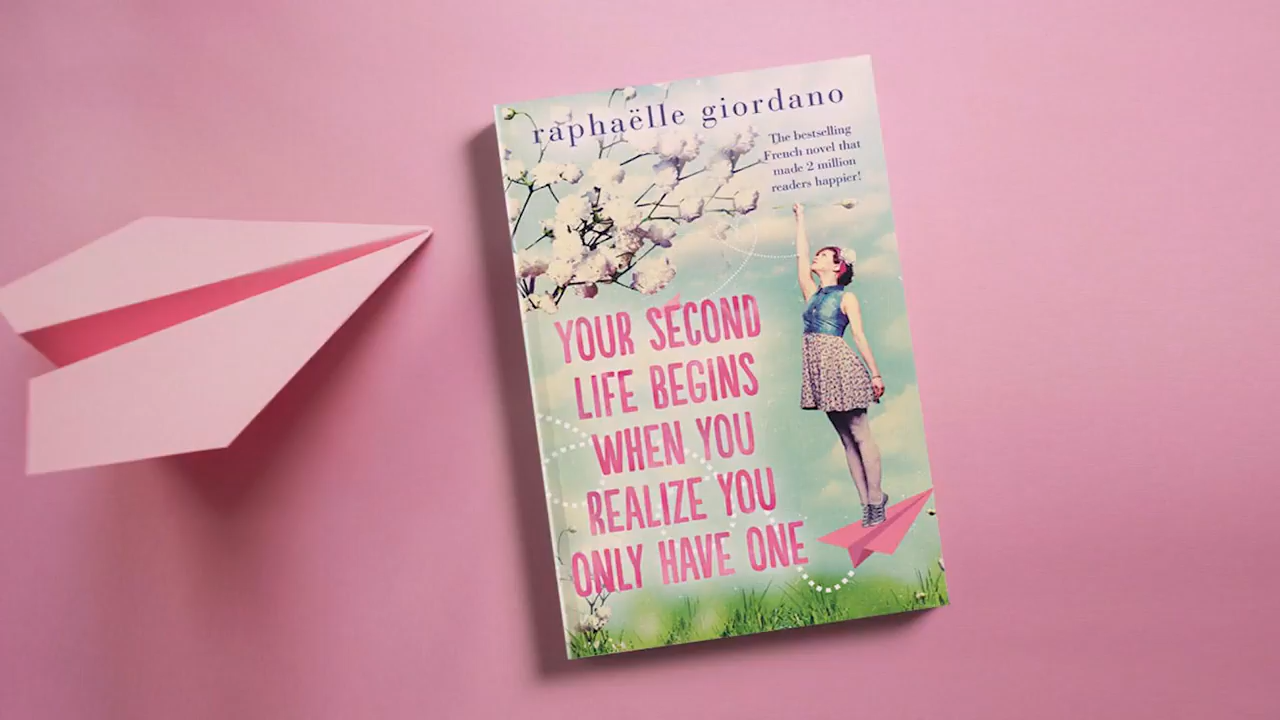 raphaëlle giordano
The bestselling
French novel that
made 2 million
readers happier!
YOUR SECOND
LIFE BEGINS
WHEN YOU
REALIZE YOU
ONLY HAVE ONE